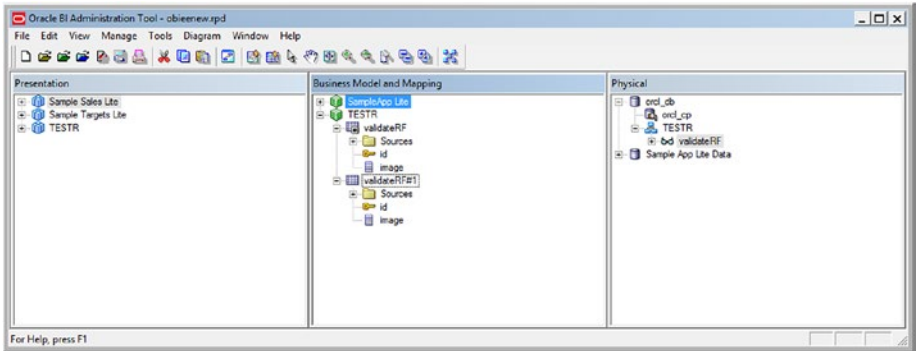 Oracle BI Administration Tool - obieenew.rpd
File Edit View Manage Tools Diagram Window Help
Presentation
Sample Sales Lite
Sample Targets Lite
TESTR
Business Model and Mapping
SampleApp Lite
TESTR
validateRF
Sources
id
image
validateRF#1
Sources
id
image
Physical
orcl_db
orcl_cp
TESTR
validateRF
Sample App Lite Data
For Help, press F1